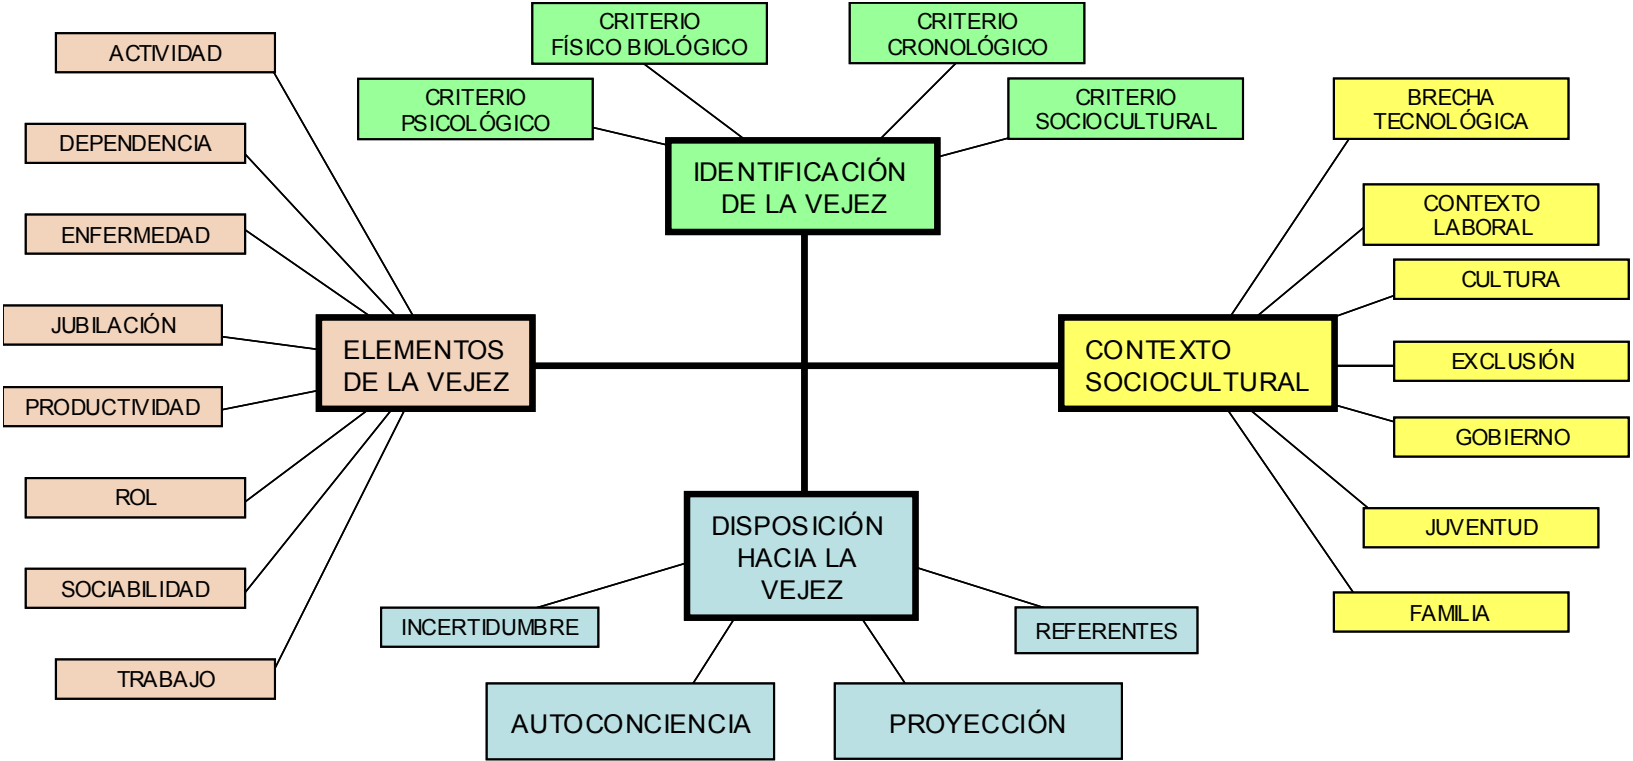 CRITERIO
FÍSICO BIOLÓGICO
CRITERIO
CRONOLÓGICO
CRITERIO
PSICOLÓGICO
CRITERIO
SOCIOCULTURAL
IDENTIFICACIÓN
DE LA VEJEZ
ACTIVIDAD
DEPENDENCIA
ENFERMEDAD
JUBILACIÓN
PRODUCTIVIDAD
ROL
SOCIABILIDAD
TRABAJO
ELEMENTOS
DE LA VEJEZ
CONTEXTO
SOCIOCULTURAL
BRECHA
TECNOLÓGICA
CONTEXTO
LABORAL
CULTURA
EXCLUSIÓN
GOBIERNO
JUVENTUD
FAMILIA
DISPOSICIÓN
HACIA LA
VEJEZ
INCERTIDUMBRE
REFERENTES
AUTOCONCIENCIA
PROYECCIÓN